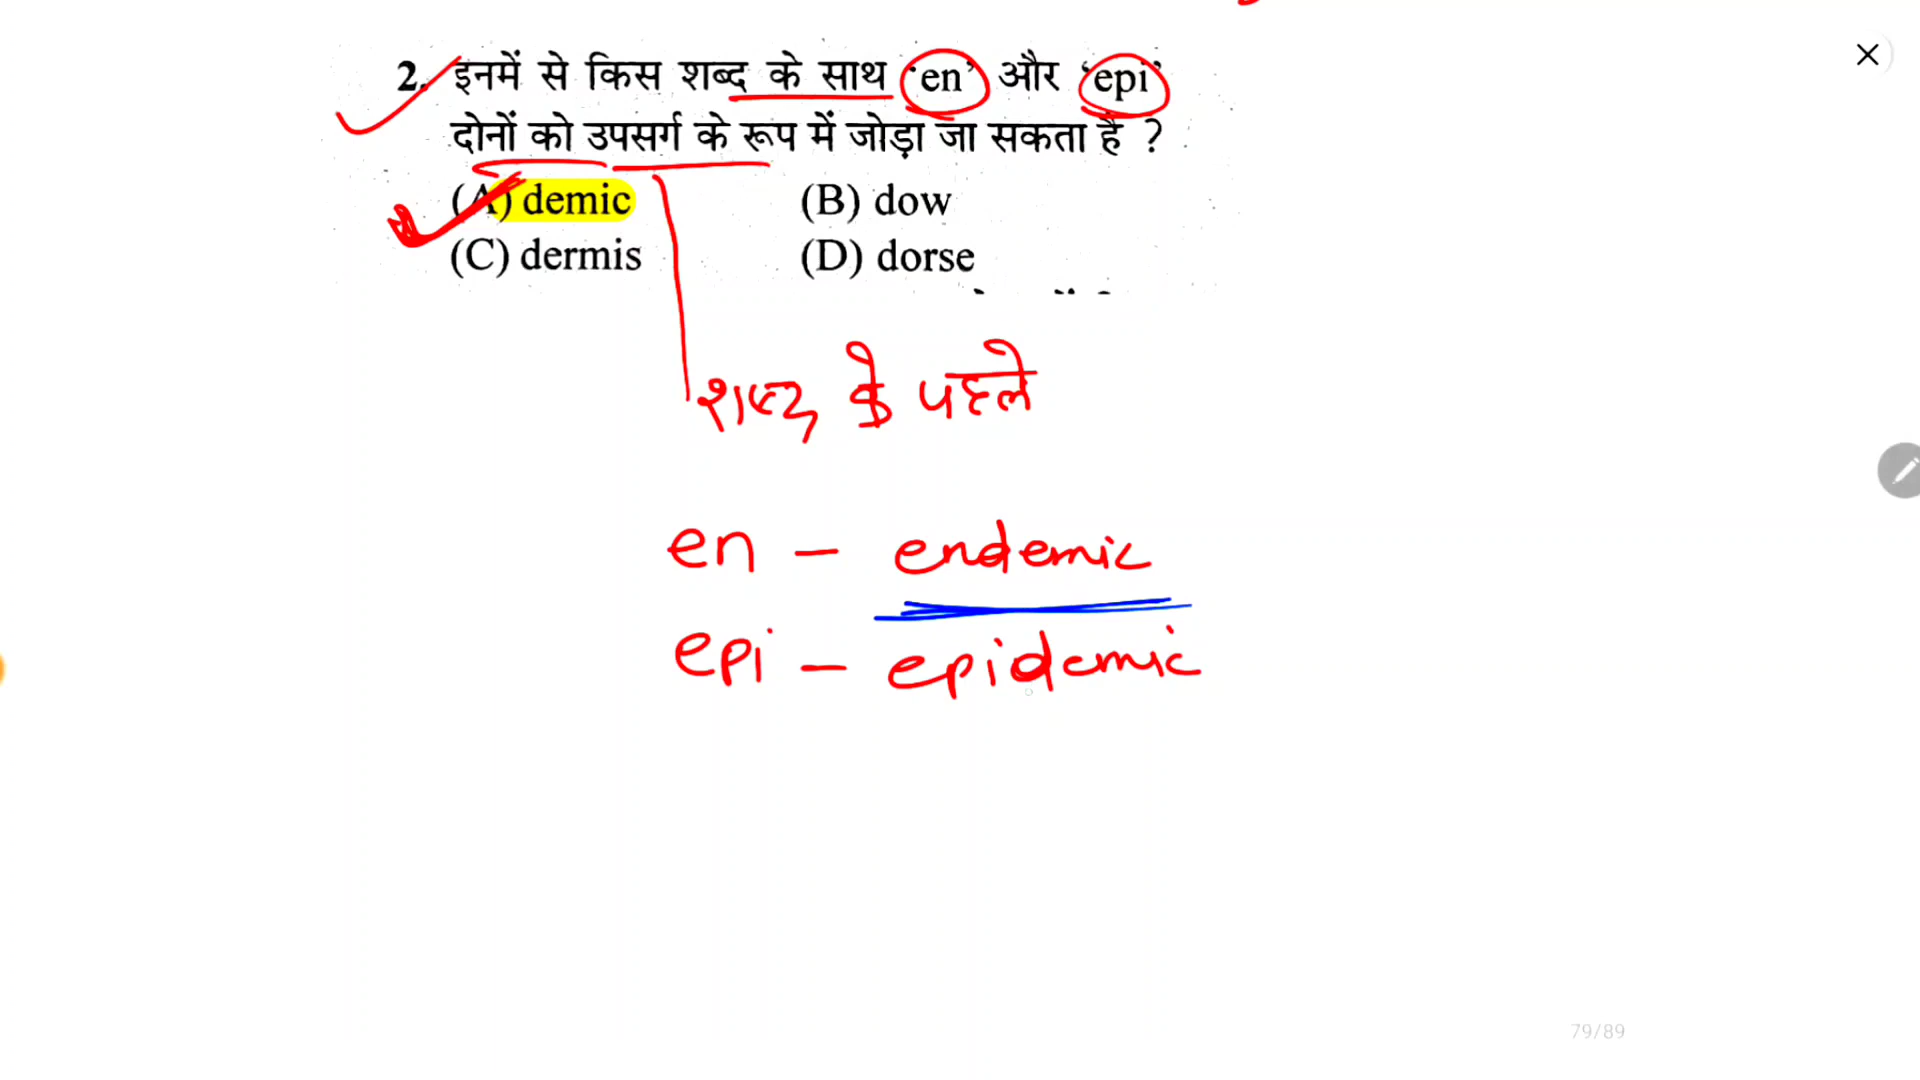 2. इनमें से किस शब्द के साथ ‘en’ और ‘epi’
दोनों को उपसर्ग के रूप में जोड़ा जा सकता है ?
(A) demic (B) dow
(C) dermis (D) dorse
शब्द के पहले
en – endemic
epi – epidemic
79/89